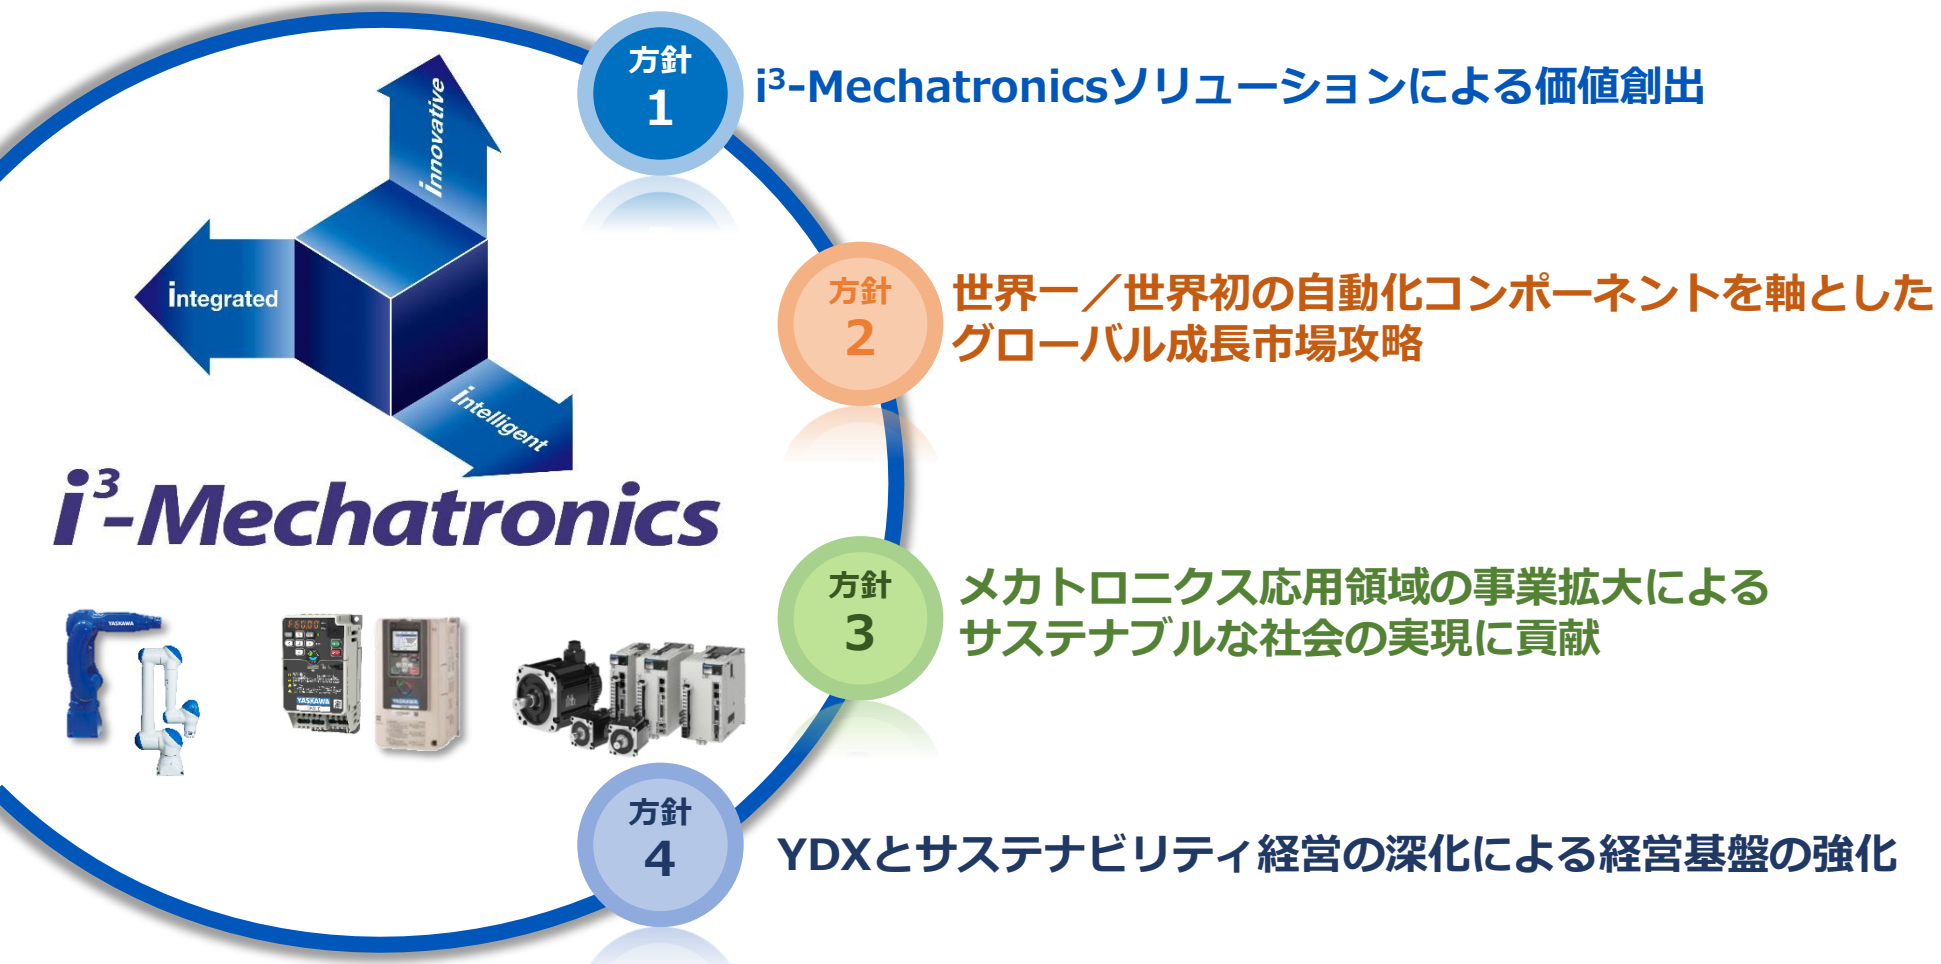 方針
1
i³-Mechatronicsソリューションによる価値創出
innovative
integrated
intelligent
i³-Mechatronics
方針
2
世界一／世界初の自動化コンポーネントを軸とした
グローバル成長市場攻略
方針
3
メカトロニクス応用領域の事業拡大による
サステナブルな社会の実現に貢献
YASKAWA
YASKAWA
YASKAWA
方針
4
YDXとサステナビリティ経営の深化による経営基盤の強化